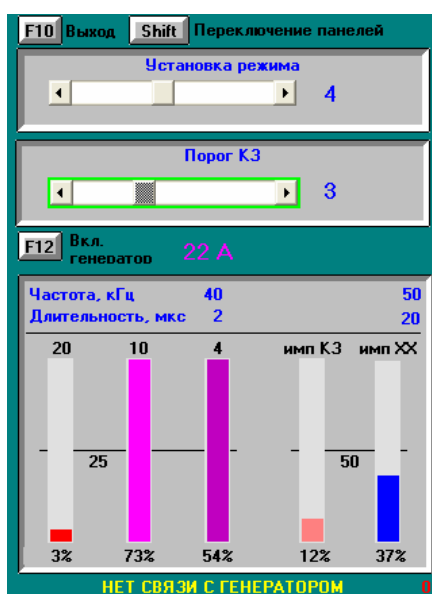 F10 Выход Shift Переключение панелей
Установка режима
4
Порог КЗ
3
F12 Вкл. генератор 22 А
Частота, кГц 40 50
Длительность, мкс 2 20
20 10 4 имп КЗ имп ХХ
25 50
3% 73% 54% 12% 37%
НЕТ СВЯЗИ С ГЕНЕРАТОРОМ 0